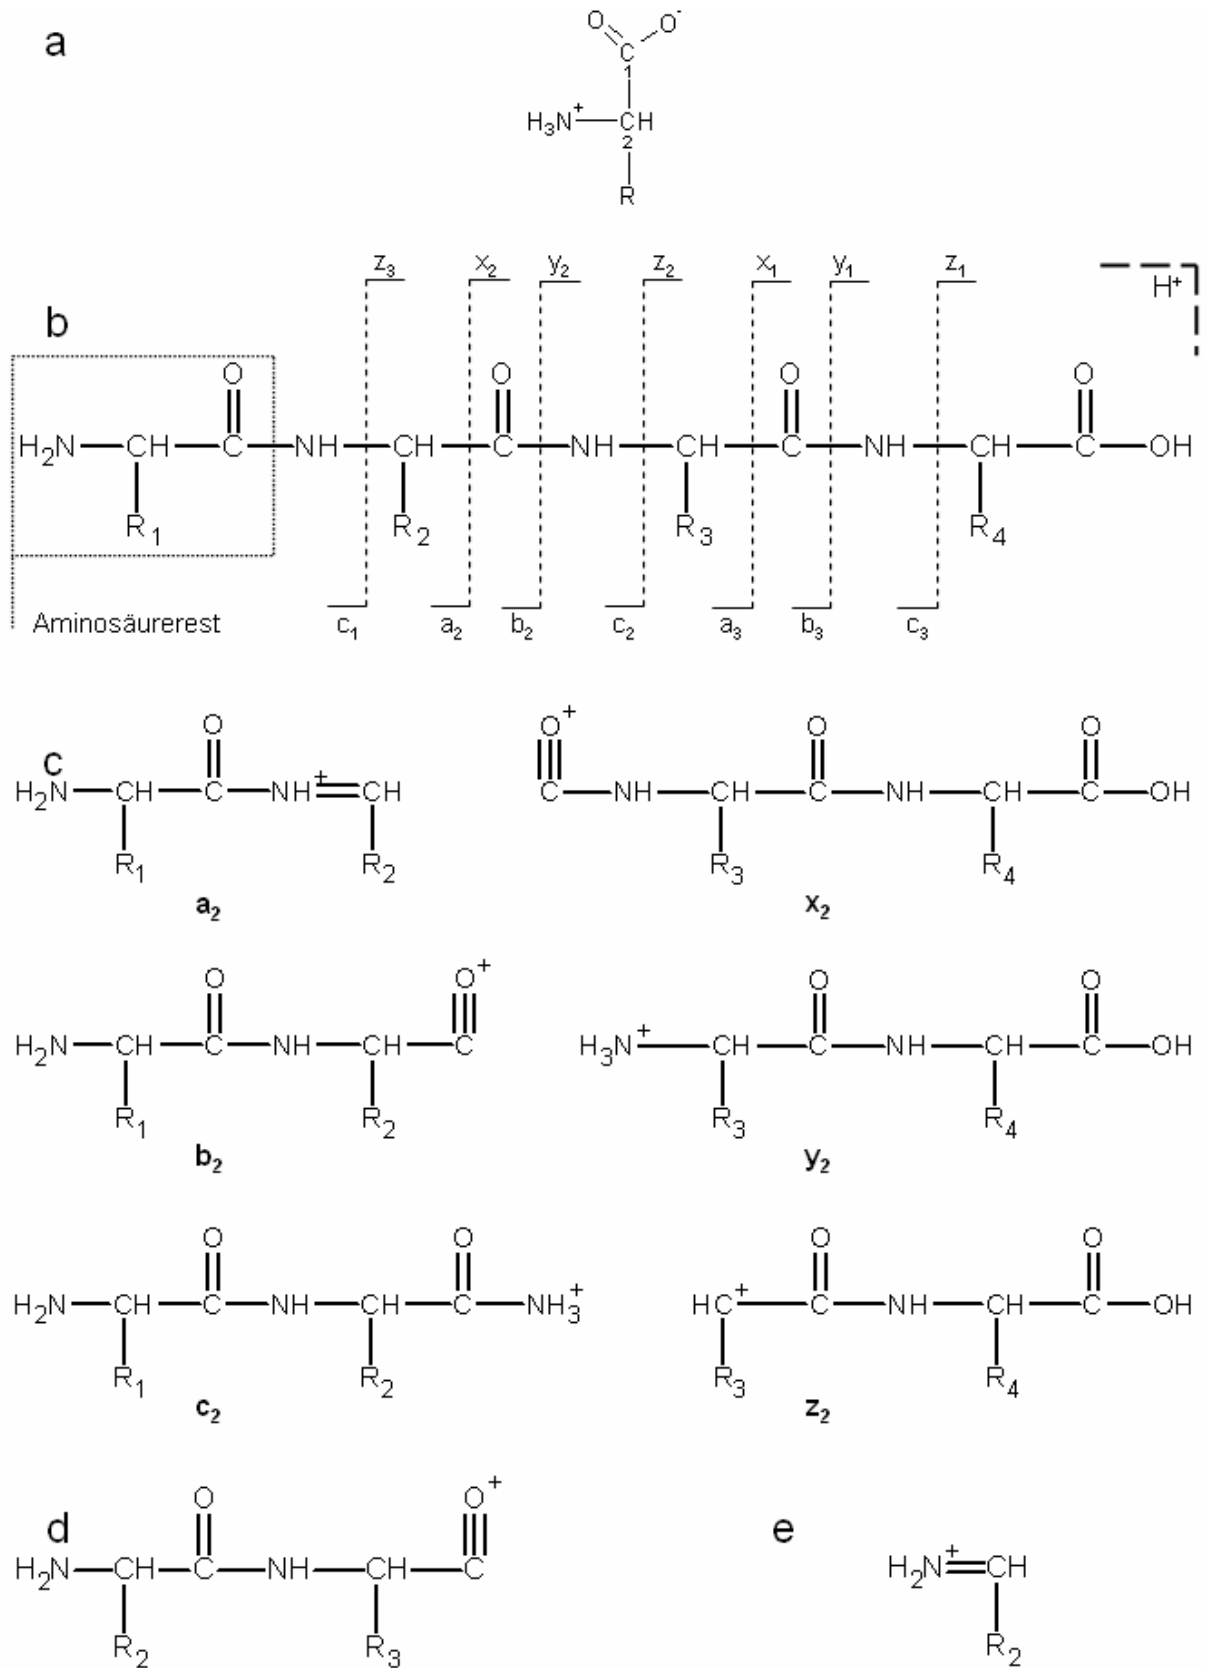 a
O O⁻
C
1
H₃N⁺ CH
2
R
z₃ x₂ y₂ z₂ x₁ y₁ z₁
H⁺
b
O O O O
H₂N CH C NH CH C NH CH C NH CH C OH
R₁ R₂ R₃ R₄
Aminosäurerest c₁ a₂ b₂ c₂ a₃ b₃ c₃
c
O O⁺ O O
H₂N CH C NH⁺ CH C NH CH C NH CH C OH
R₁ R₂ R₃ R₄
a₂ x₂
O O⁺ O O
H₂N CH C NH CH C H₃N⁺ CH C NH CH C OH
R₁ R₂ R₃ R₄
b₂ y₂
O O O O
H₂N CH C NH CH C NH₃⁺ HC⁺ C NH CH C OH
R₁ R₂ R₃ R₄
c₂ z₂
O O⁺
d e
H₂N CH C NH CH C H₂N⁺ CH
R₂ R₃ R₂